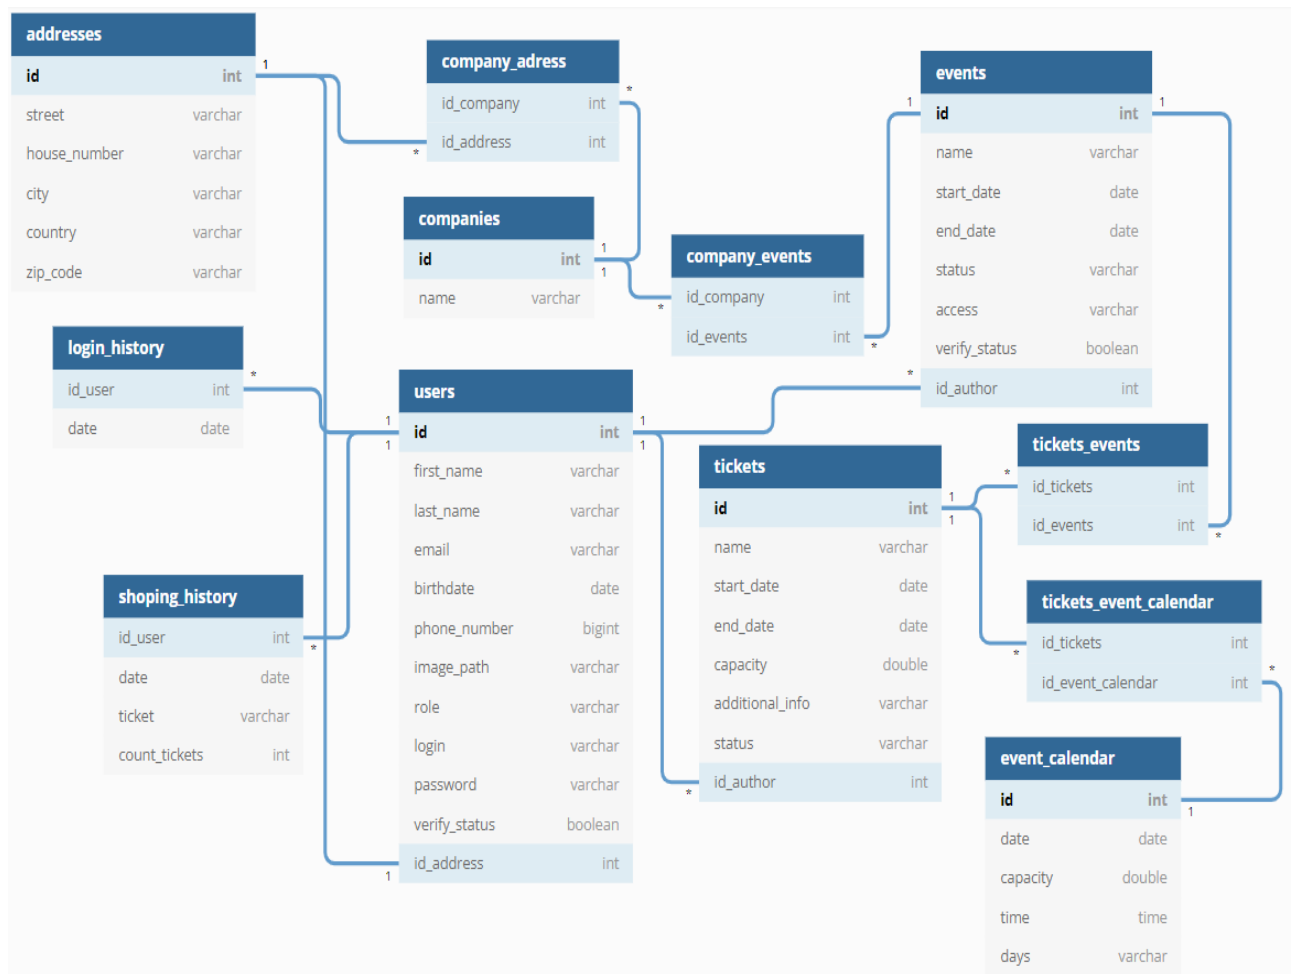 addresses
id int
street varchar
house_number varchar
city varchar
country varchar
zip_code varchar
1
company_adress
id_company int
id_address int
*
*
companies
id int
name varchar
1
1
company_events
id_company int
id_events int
*
*
events
id int
name varchar
start_date date
end_date date
status varchar
access varchar
verify_status boolean
id_author int
1
1
*
login_history
id_user int
date date
*
users
id int
first_name varchar
last_name varchar
email varchar
birthdate date
phone_number bigint
image_path varchar
role varchar
login varchar
password varchar
verify_status boolean
id_address int
1
1
1
1
1
shoping_history
id_user int
date date
ticket varchar
count_tickets int
*
tickets
id int
name varchar
start_date date
end_date date
capacity double
additional_info varchar
status varchar
id_author int
1
1
*
tickets_events
id_tickets int
id_events int
*
*
tickets_event_calendar
id_tickets int
id_event_calendar int
*
*
event_calendar
id int
date date
capacity double
time time
days varchar
1